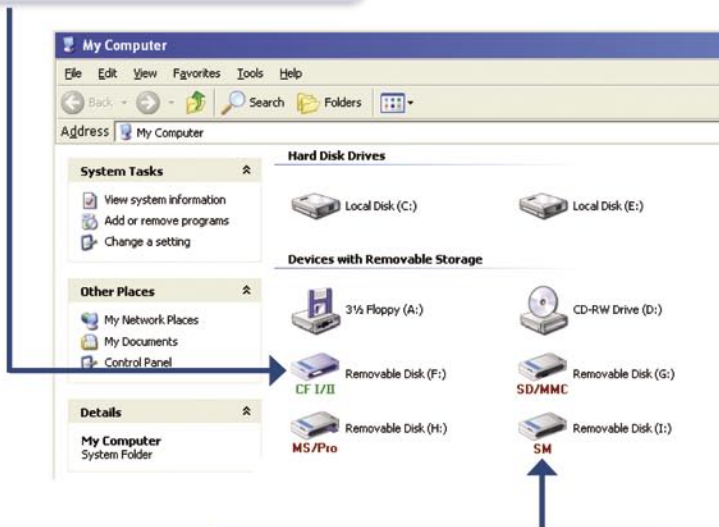 My Computer
File Edit View Favorites Tools Help
Back Search Folders
Address My Computer
System Tasks
View system information
Add or remove programs
Change a setting
Other Places
My Network Places
My Documents
Control Panel
Details
My Computer
System Folder
Hard Disk Drives
Local Disk (C:) Local Disk (E:)
Devices with Removable Storage
3½ Floppy (A:) CD-RW Drive (D:)
Removable Disk (F:) Removable Disk (G:)
CF I/II SD/MMC
Removable Disk (H:) Removable Disk (I:)
MS/Pro SM